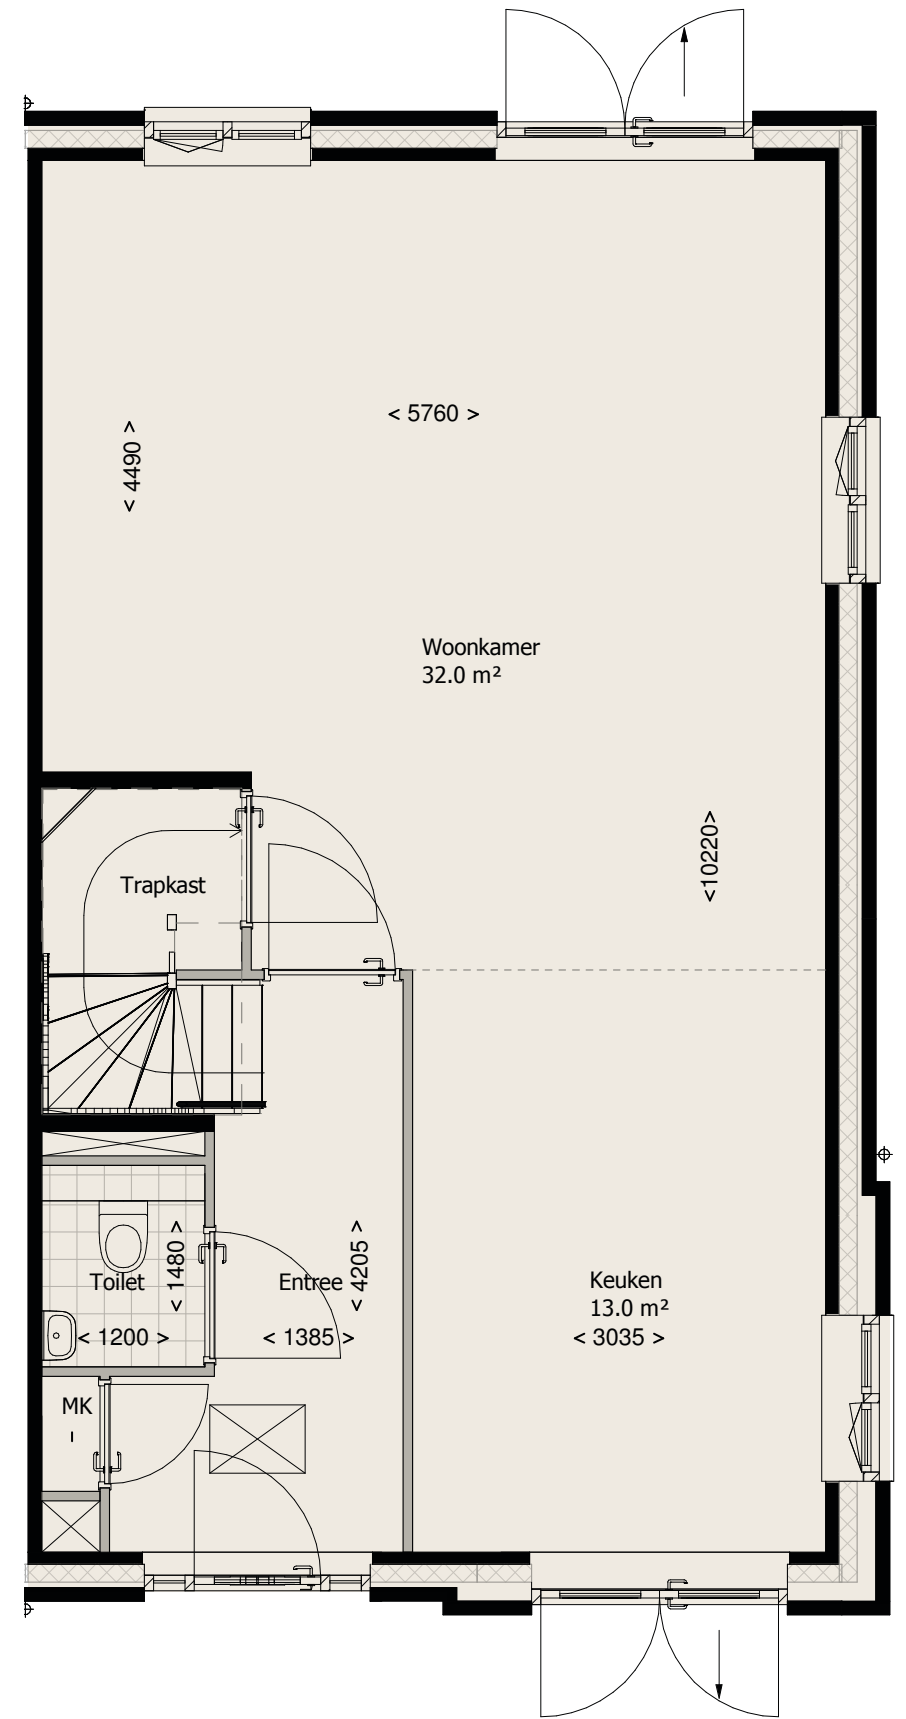 < 5760 >
< 4490 >
Woonkamer
32.0 m²
<10220>
Trapkast
Toilet
< 1480 >
< 1200 >
Entree
< 4205 >
< 1385 >
Keuken
13.0 m²
< 3035 >
MK